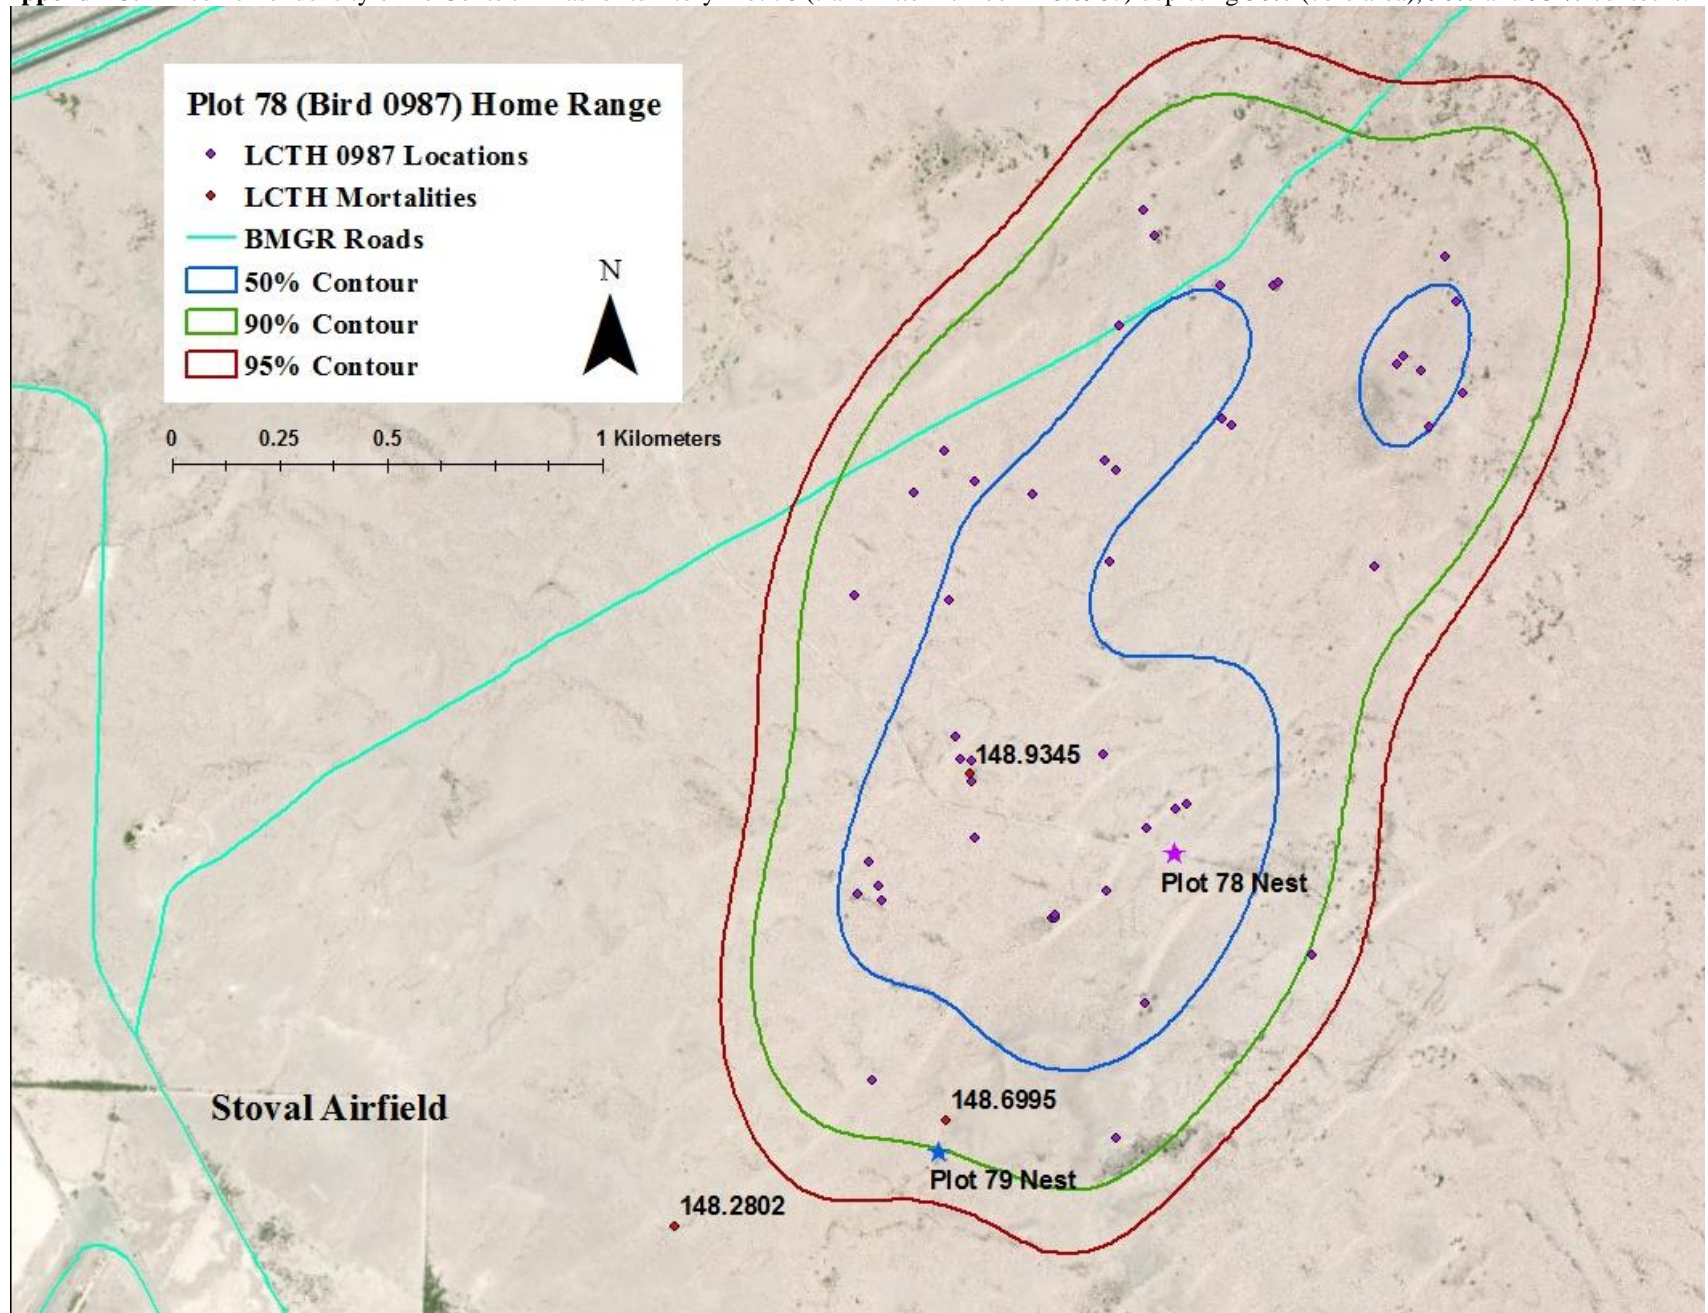 Plot 78 (Bird 0987) Home Range
LCTH 0987 Locations
LCTH Mortalities
BMGR Roads
50% Contour
90% Contour
95% Contour
N
0 0.25 0.5 1 Kilometers
148.9345
Plot 78 Nest
148.6995
Stoval Airfield
Plot 79 Nest
148.2802